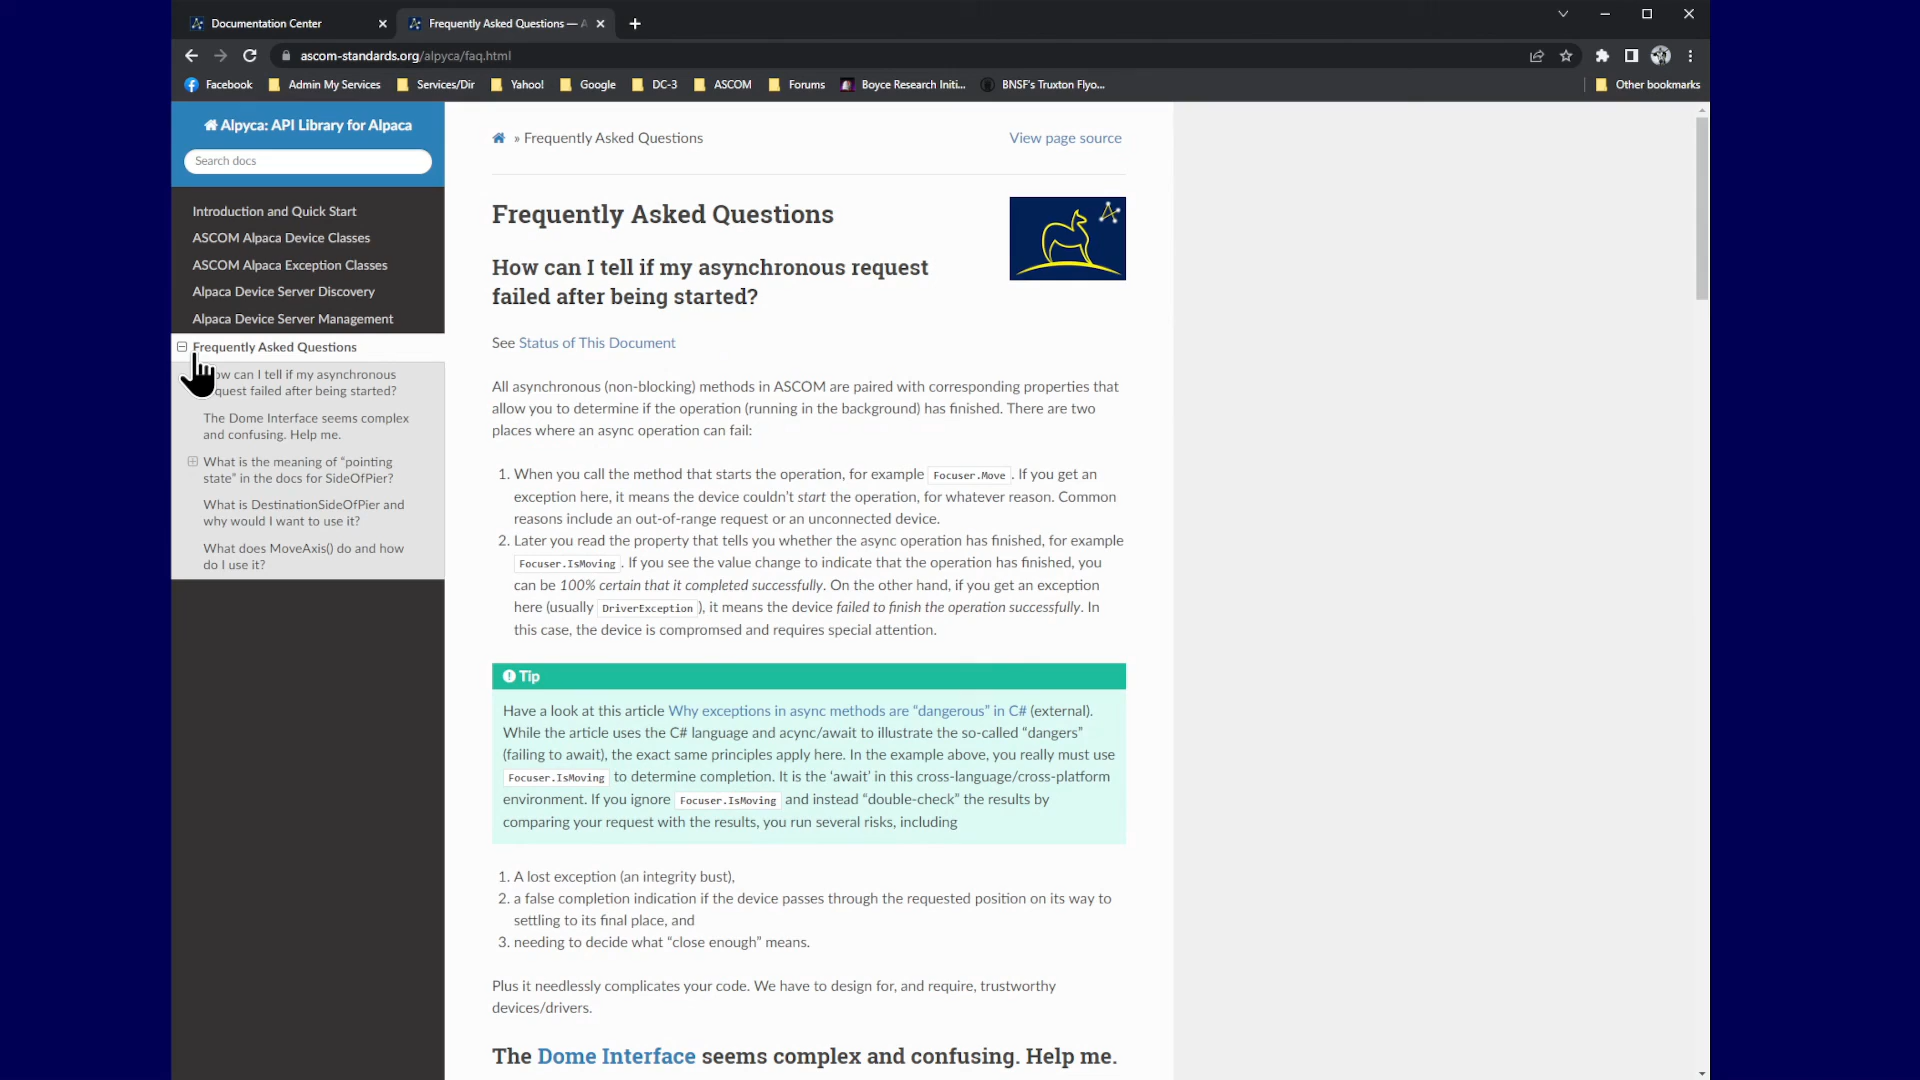 Documentation Center
Frequently Asked Questions — A
ascom-standards.org/alpyca/faq.html
Facebook
Admin My Services
Services/Dir
Yahoo!
Google
DC-3
ASCOM
Forums
Boyce Research Initi...
BNSF's Truxton Flyo...
Other bookmarks
Alpyca: API Library for Alpaca
Search docs
Introduction and Quick Start
ASCOM Alpaca Device Classes
ASCOM Alpaca Exception Classes
Alpaca Device Server Discovery
Alpaca Device Server Management
Frequently Asked Questions
can I tell if my asynchronous
request failed after being started?
The Dome Interface seems complex
and confusing. Help me.
What is the meaning of “pointing
state” in the docs for SideOfPier?
What is DestinationSideOfPier and
why would I want to use it?
What does MoveAxis() do and how
do I use it?
» Frequently Asked Questions
View page source
Frequently Asked Questions
How can I tell if my asynchronous request
failed after being started?
See Status of This Document
All asynchronous (non-blocking) methods in ASCOM are paired with corresponding properties that
allow you to determine if the operation (running in the background) has finished. There are two
places where an async operation can fail:
1. When you call the method that starts the operation, for example Focuser.Move . If you get an
exception here, it means the device couldn’t start the operation, for whatever reason. Common
reasons include an out-of-range request or an unconnected device.
2. Later you read the property that tells you whether the async operation has finished, for example
Focuser.IsMoving . If you see the value change to indicate that the operation has finished, you
can be 100% certain that it completed successfully. On the other hand, if you get an exception
here (usually DriverException ), it means the device failed to finish the operation successfully. In
this case, the device is compromsed and requires special attention.
Tip
Have a look at this article Why exceptions in async methods are “dangerous” in C# (external).
While the article uses the C# language and acync/await to illustrate the so-called “dangers”
(failing to await), the exact same principles apply here. In the example above, you really must use
Focuser.IsMoving to determine completion. It is the ‘await’ in this cross-language/cross-platform
environment. If you ignore Focuser.IsMoving and instead “double-check” the results by
comparing your request with the results, you run several risks, including
1. A lost exception (an integrity bust),
2. a false completion indication if the device passes through the requested position on its way to
settling to its final place, and
3. needing to decide what “close enough” means.
Plus it needlessly complicates your code. We have to design for, and require, trustworthy
devices/drivers.
The Dome Interface seems complex and confusing. Help me.